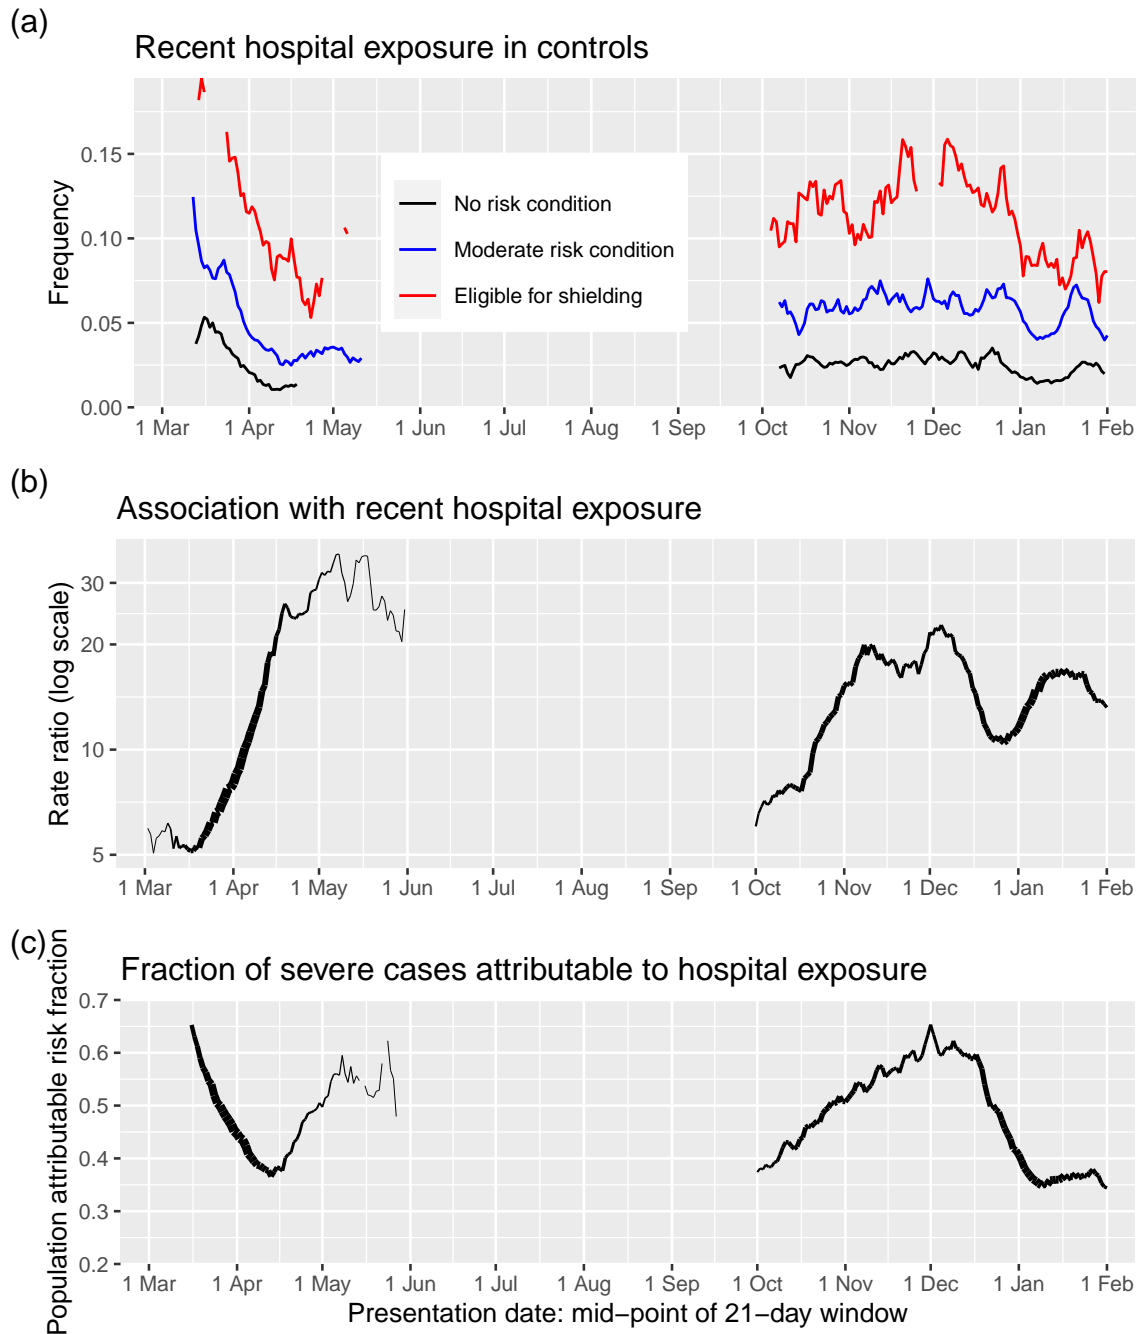 (a)
Recent hospital exposure in controls
Frequency
0.15
0.10
0.05
0.00
No risk condition
Moderate risk condition
Eligible for shielding
1 Mar 1 Apr 1 May 1 Jun 1 Jul 1 Aug 1 Sep 1 Oct 1 Nov 1 Dec 1 Jan 1 Feb
(b)
Association with recent hospital exposure
Rate ratio (log scale)
30
20
10
5
1 Mar 1 Apr 1 May 1 Jun 1 Jul 1 Aug 1 Sep 1 Oct 1 Nov 1 Dec 1 Jan 1 Feb
(c)
Fraction of severe cases attributable to hospital exposure
Population attributable risk fraction
0.7
0.6
0.5
0.4
0.3
0.2
1 Mar 1 Apr 1 May 1 Jun 1 Jul 1 Aug 1 Sep 1 Oct 1 Nov 1 Dec 1 Jan 1 Feb
Presentation date: mid−point of 21−day window